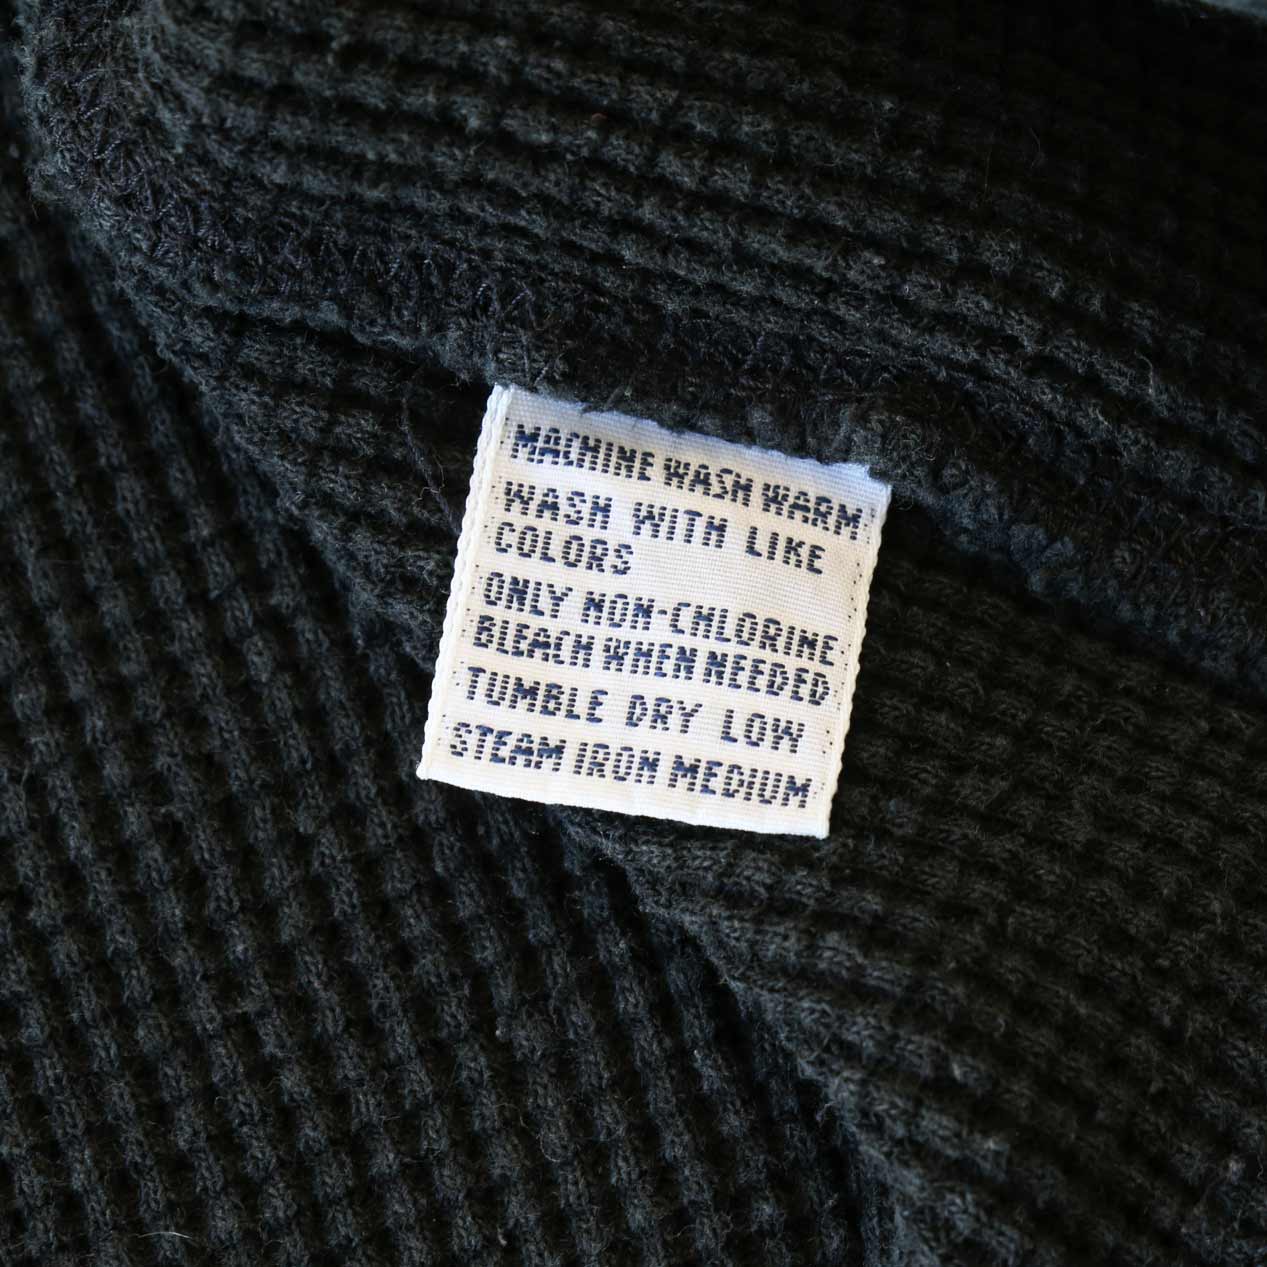 MACHINE WASH WARM
WASH WITH LIKE
COLORS
ONLY NON-CHLORINE
BLEACH WHEN NEEDED
TUMBLE DRY LOW
STEAM IRON MEDIUM